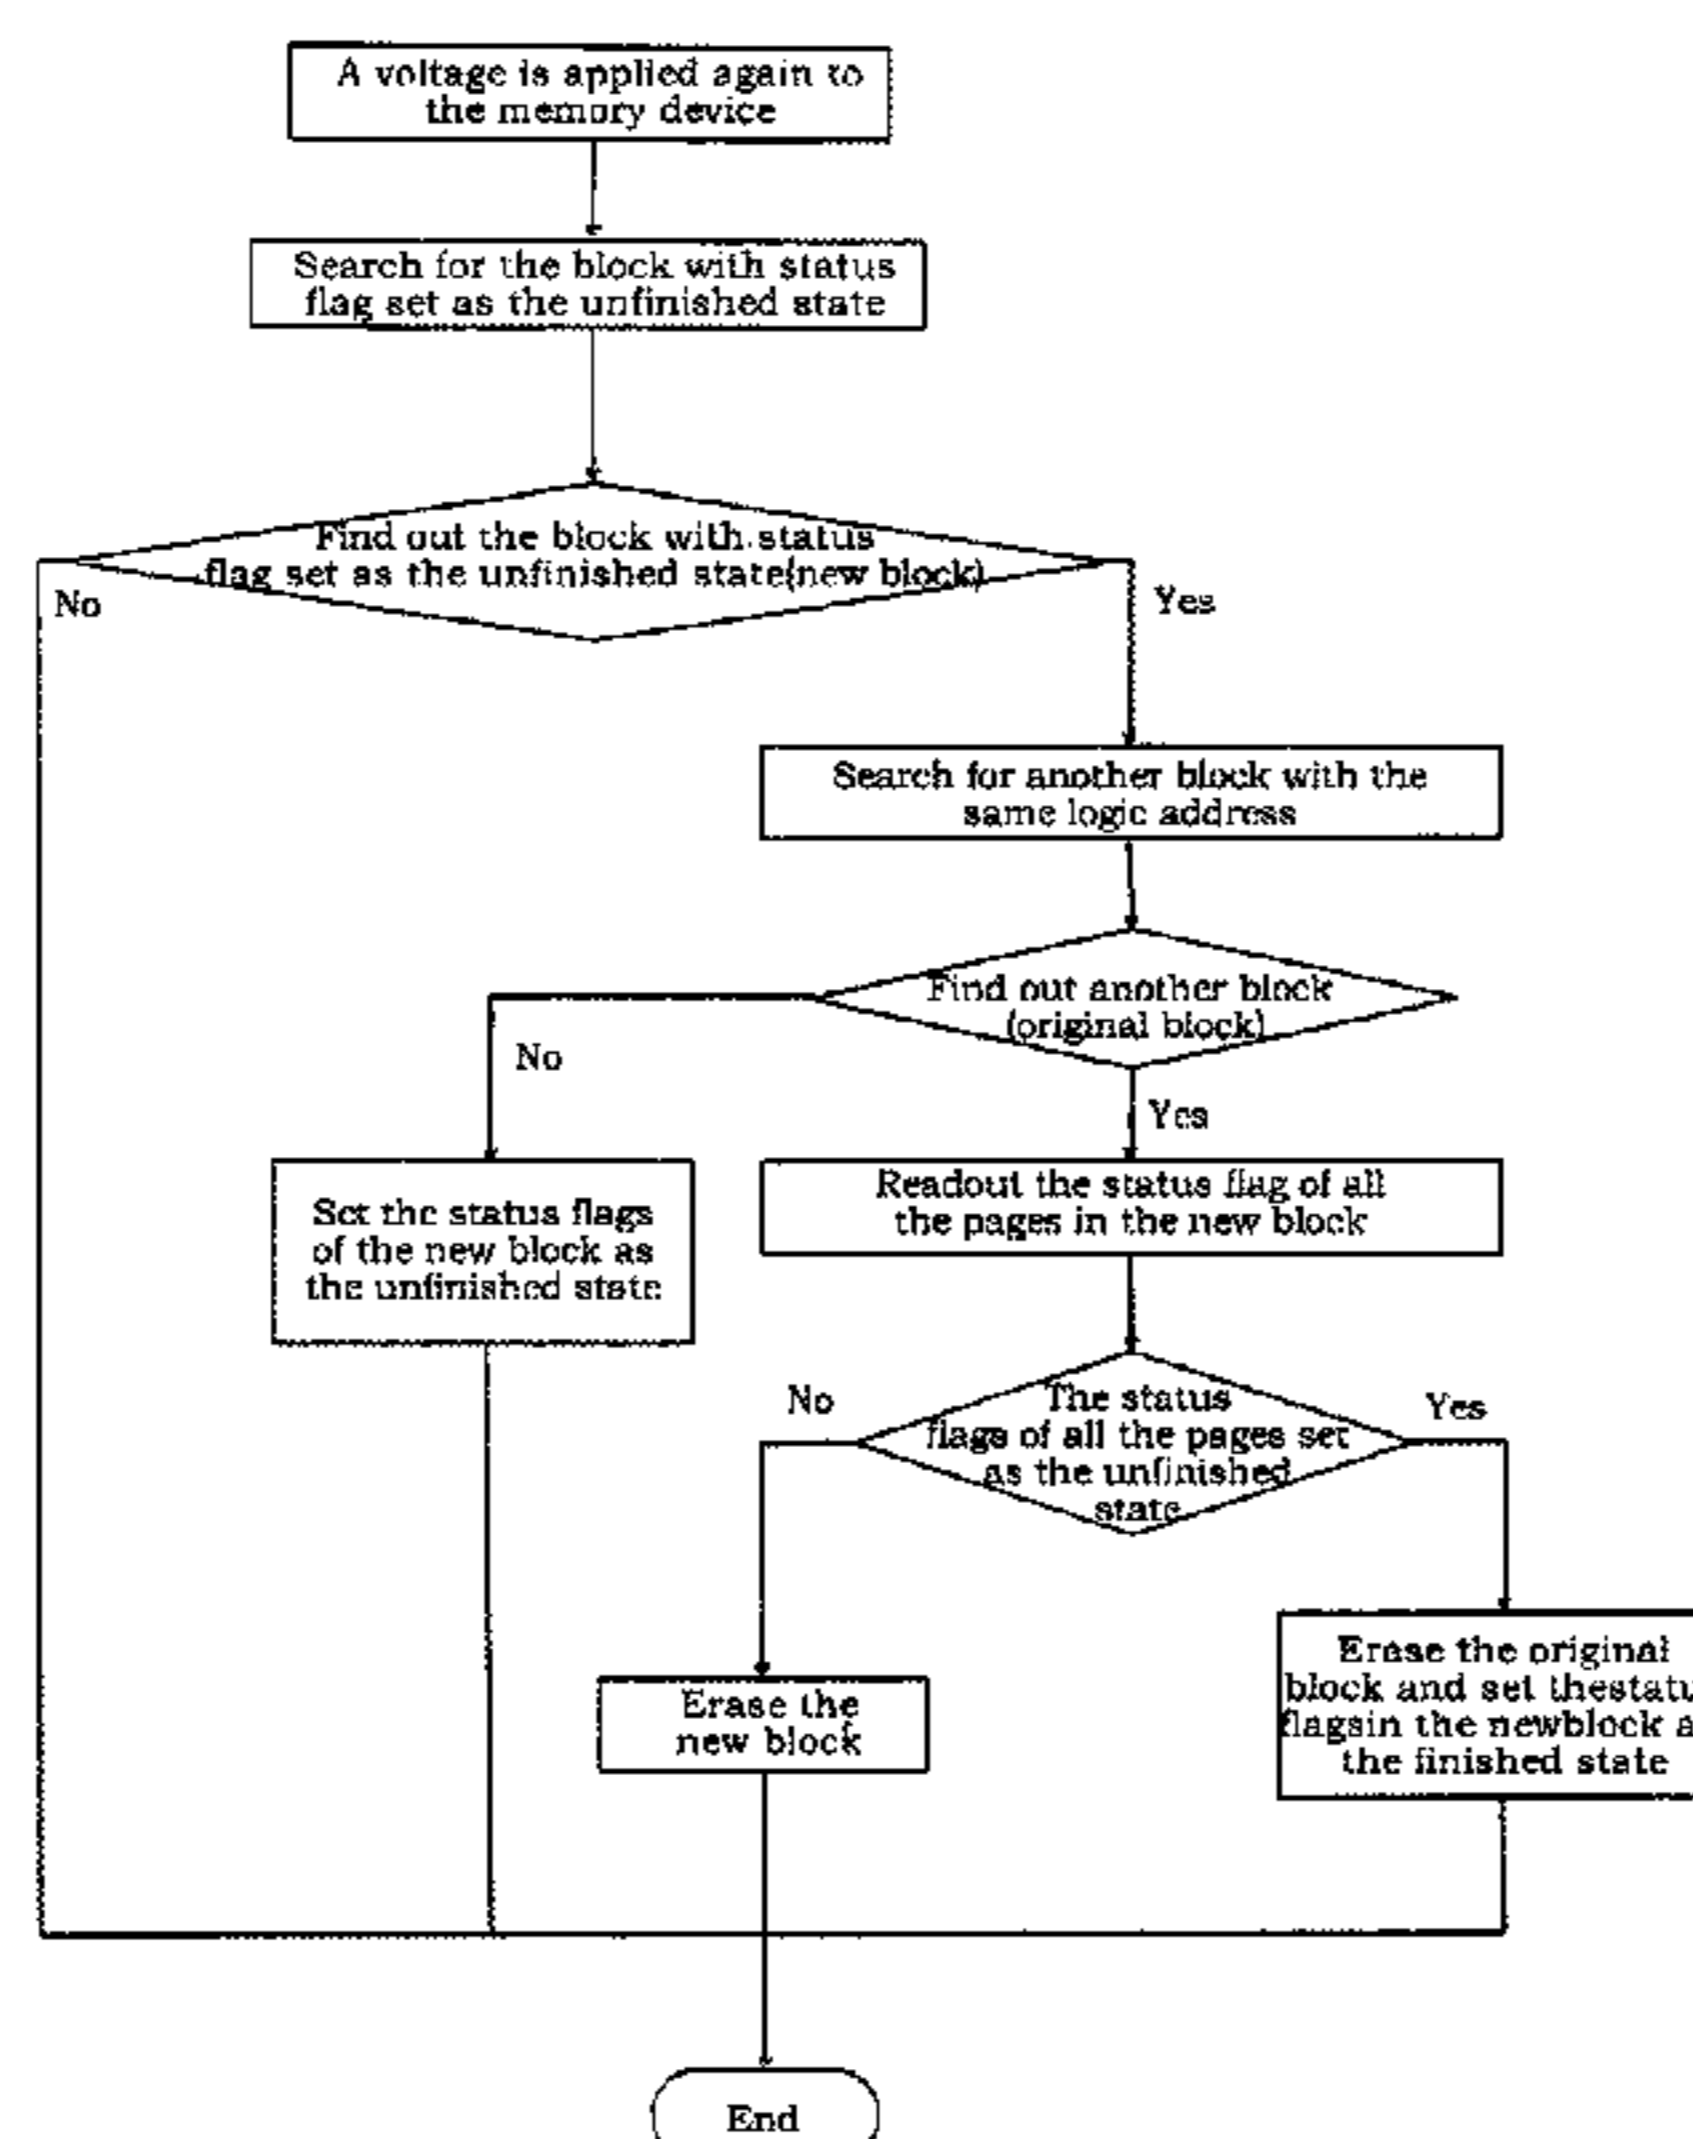 A voltage is applied again to
the memory device
Search for the block with status
flag set as the unfinished state
Find out the block with status
flag set as the unfinished state(new block)
No
Yes
Search for another block with the
same logic address
Find out another block
(original block)
No
Yes
Set the status flags
of the new block as
the unfinished state
Readout the status flag of all
the pages in the new block
No
The status
flags of all the pages set
as the unfinished
state
Yes
Erase the
new block
Erase the original
block and set thestatu
flagsin the newblock a
the finished state
End